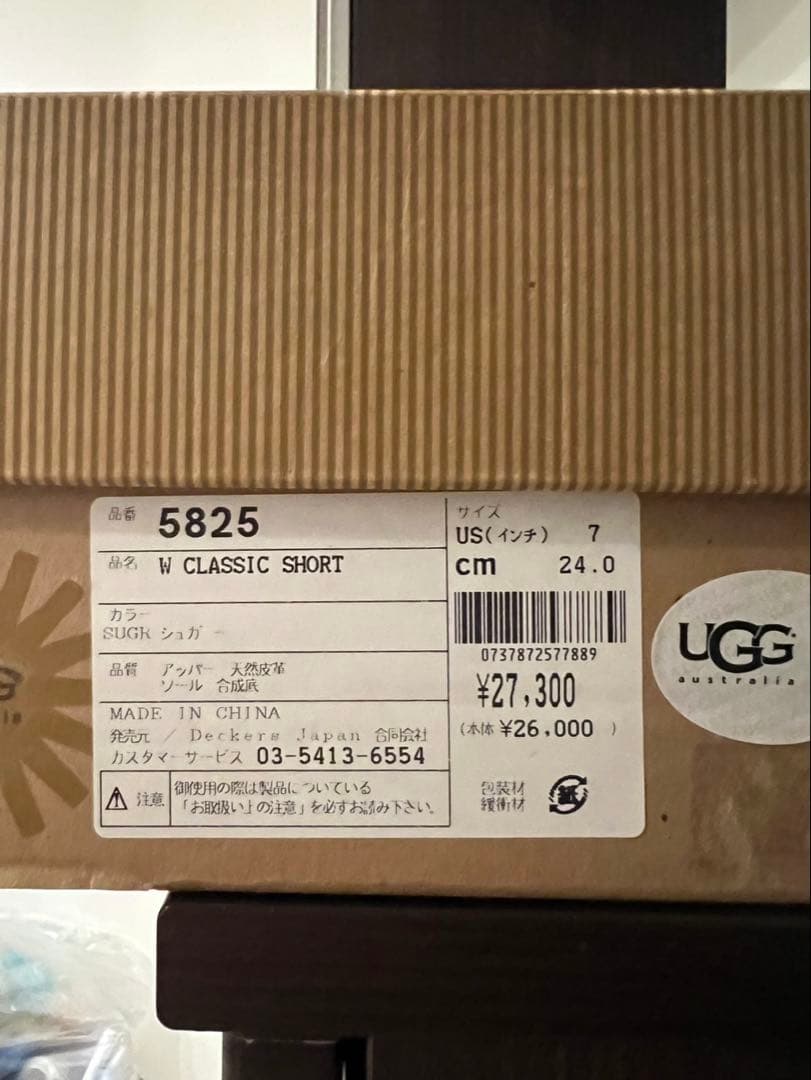 品番 5825
品名 W CLASSIC SHORT
カラー
SUGR シュガー
品質 アッパー 天然皮革
ソール 合成底
MADE IN CHINA
発売元 / Deckers Japan 合同会社
カスタマーサービス 03-5413-6554
注意 御使用の際は製品についている
「お取扱い上の注意」を必ずお読み下さい。
サイズ
US(インチ) 7
cm 24.0
0737872577889
¥27,300
(本体 ¥26,000 )
包装材
緩衝材
紙
UGG
australia
G
lia